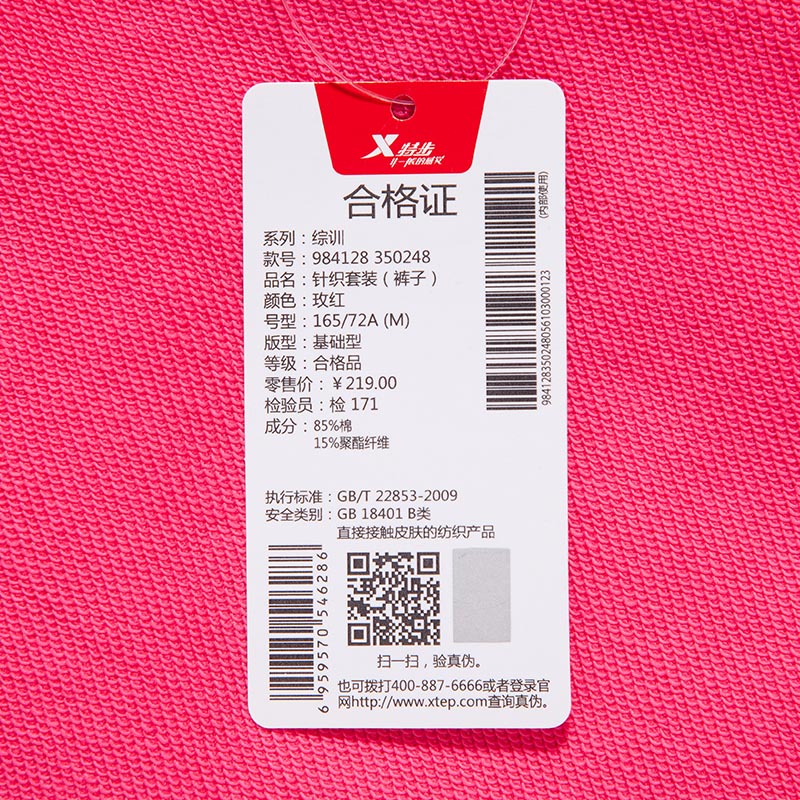 X 特步
合格证
系列：综训
款号：984128 350248
品名：针织套装（裤子）
颜色：玫红
号型：165/72A (M)
版型：基础型
等级：合格品
零售价：￥219.00
检验员：检 171
成分：85%棉
15%聚酯纤维
(内部使用)
984128350248056103000123
执行标准：GB/T 22853-2009
安全类别：GB 18401 B类
直接接触皮肤的纺织产品
6 959570 546286
扫一扫，验真伪。
也可拨打400-887-6666或者登录官
网http://www.xtep.com查询真伪。